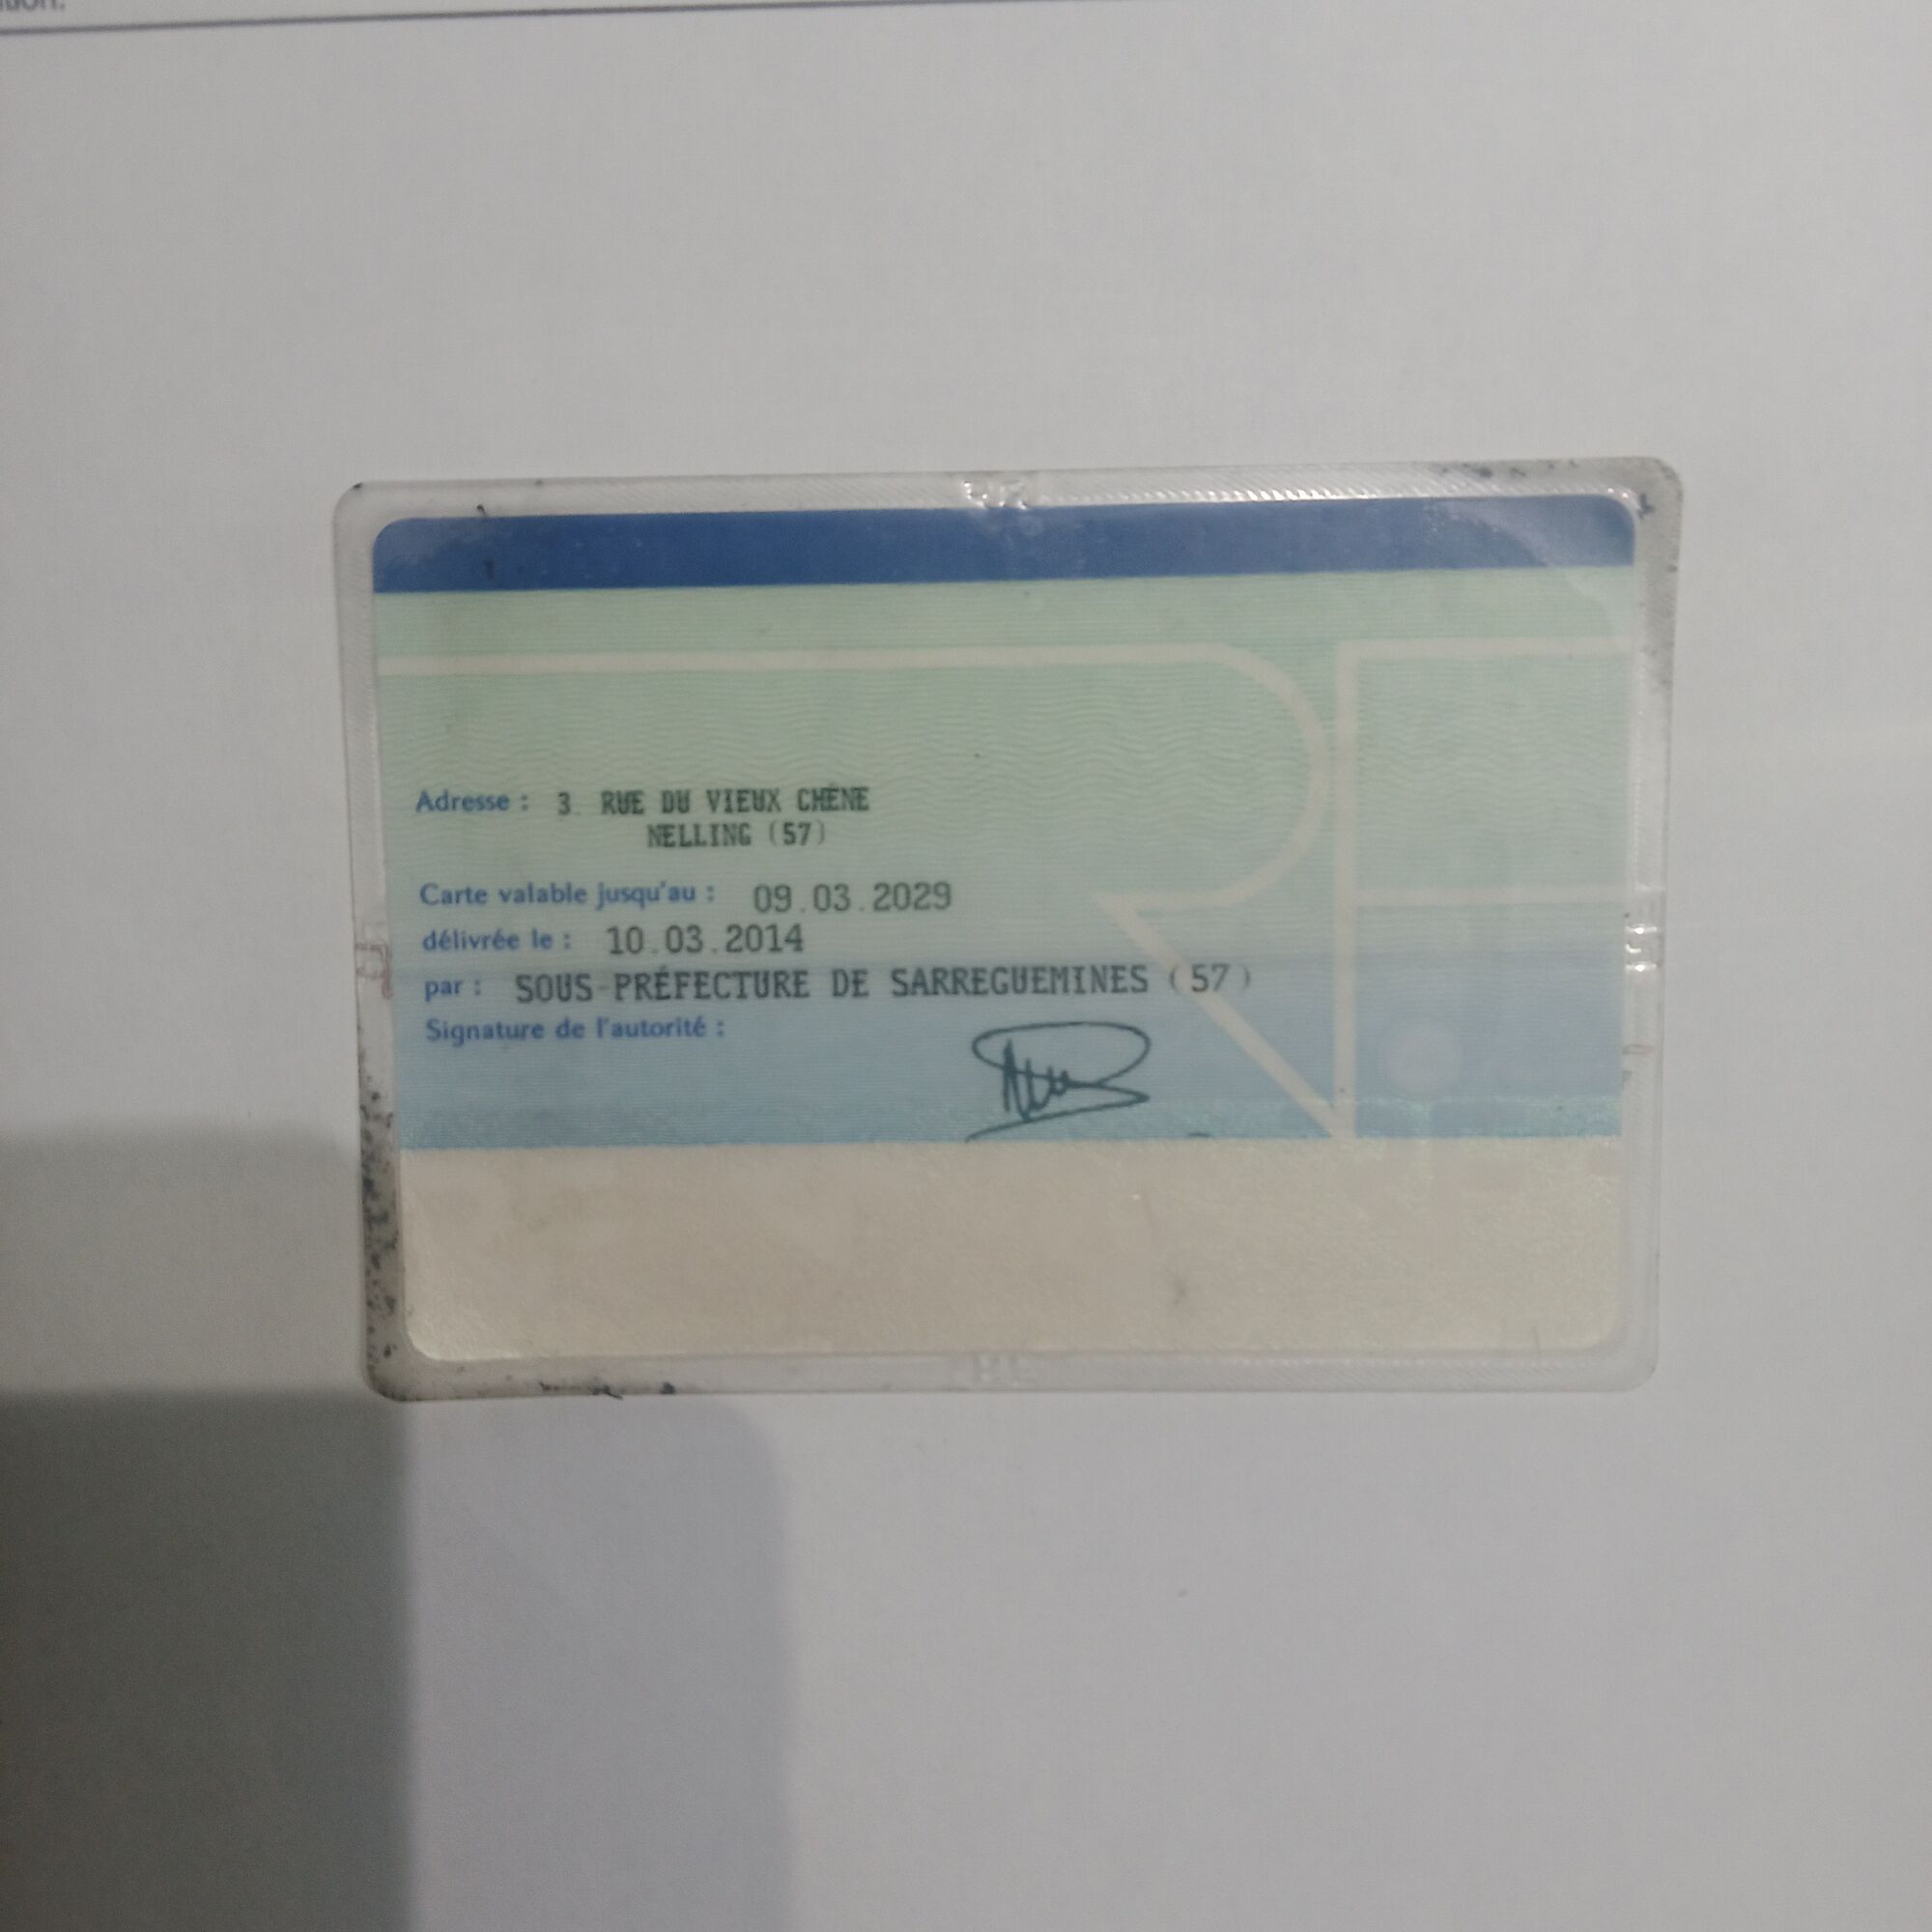 Adresse : 3. RUE DU VIEUX CHÊNE
NELLING (57)
Carte valable jusqu'au : 09.03.2029
délivrée le : 10.03.2014
par : SOUS-PRÉFECTURE DE SARREGUEMINES (57)
Signature de l'autorité :